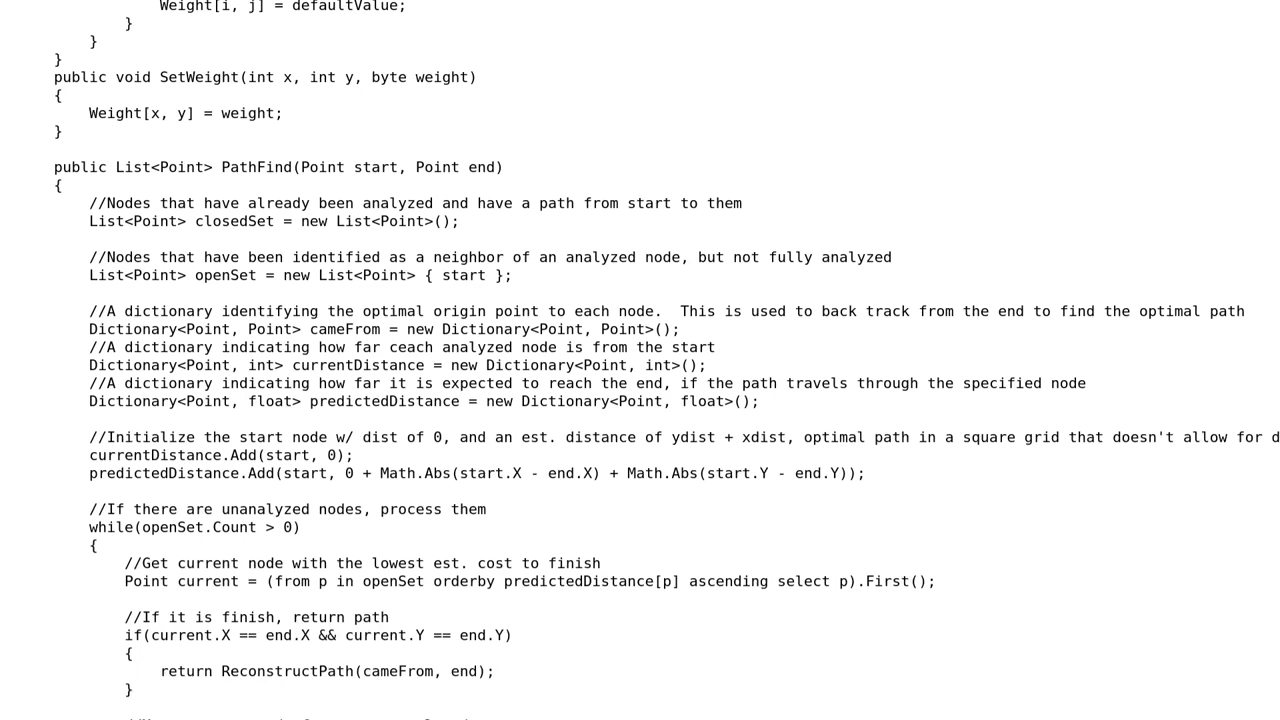 Weight[i, j] = defaultValue;
}
}
}
public void SetWeight(int x, int y, byte weight)
{
Weight[x, y] = weight;
}
public List<Point> PathFind(Point start, Point end)
{
//Nodes that have already been analyzed and have a path from start to them
List<Point> closedSet = new List<Point>();
//Nodes that have been identified as a neighbor of an analyzed node, but not fully analyzed
List<Point> openSet = new List<Point> { start };
//A dictionary identifying the optimal origin point to each node.  This is used to back track from the end to find the optimal path
Dictionary<Point, Point> cameFrom = new Dictionary<Point, Point>();
//A dictionary indicating how far ceach analyzed node is from the start
Dictionary<Point, int> currentDistance = new Dictionary<Point, int>();
//A dictionary indicating how far it is expected to reach the end, if the path travels through the specified node
Dictionary<Point, float> predictedDistance = new Dictionary<Point, float>();
//Initialize the start node w/ dist of 0, and an est. distance of ydist + xdist, optimal path in a square grid that doesn't allow for d
currentDistance.Add(start, 0);
predictedDistance.Add(start, 0 + Math.Abs(start.X - end.X) + Math.Abs(start.Y - end.Y));
//If there are unanalyzed nodes, process them
while(openSet.Count > 0)
{
//Get current node with the lowest est. cost to finish
Point current = (from p in openSet orderby predictedDistance[p] ascending select p).First();
//If it is finish, return path
if(current.X == end.X && current.Y == end.Y)
{
return ReconstructPath(cameFrom, end);
}